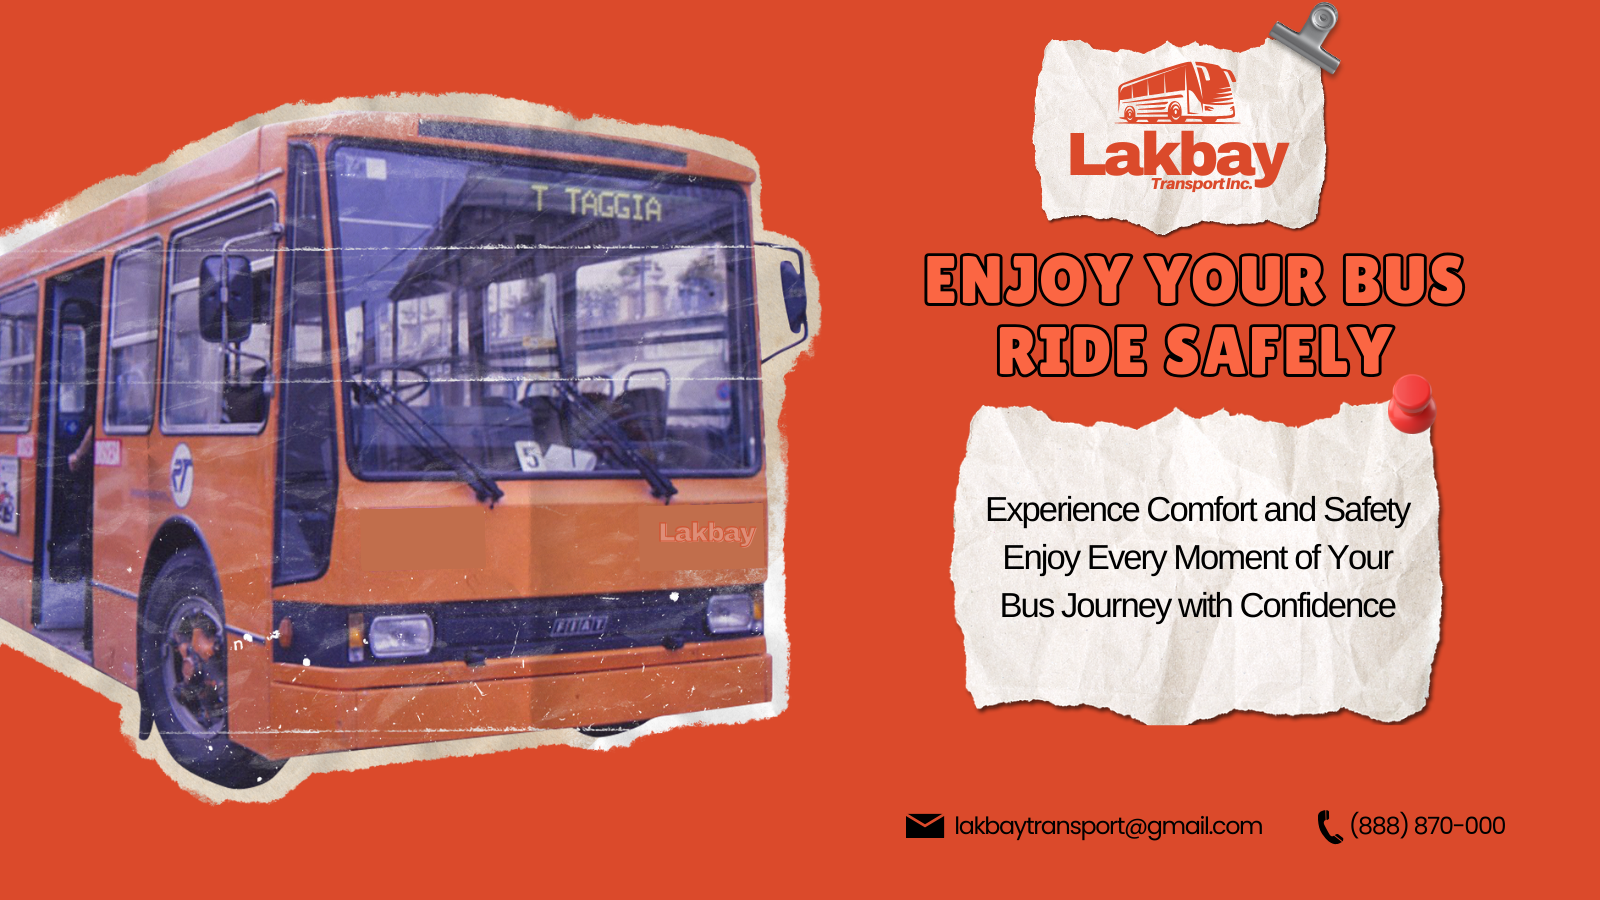 T TAGGIA
5
Lakbay
FIAT
Lakbay
Transport Inc.
ENJOY YOUR BUS
RIDE SAFELY
Experience Comfort and Safety
Enjoy Every Moment of Your
Bus Journey with Confidence
lakbaytransport@gmail.com
(888) 870-000